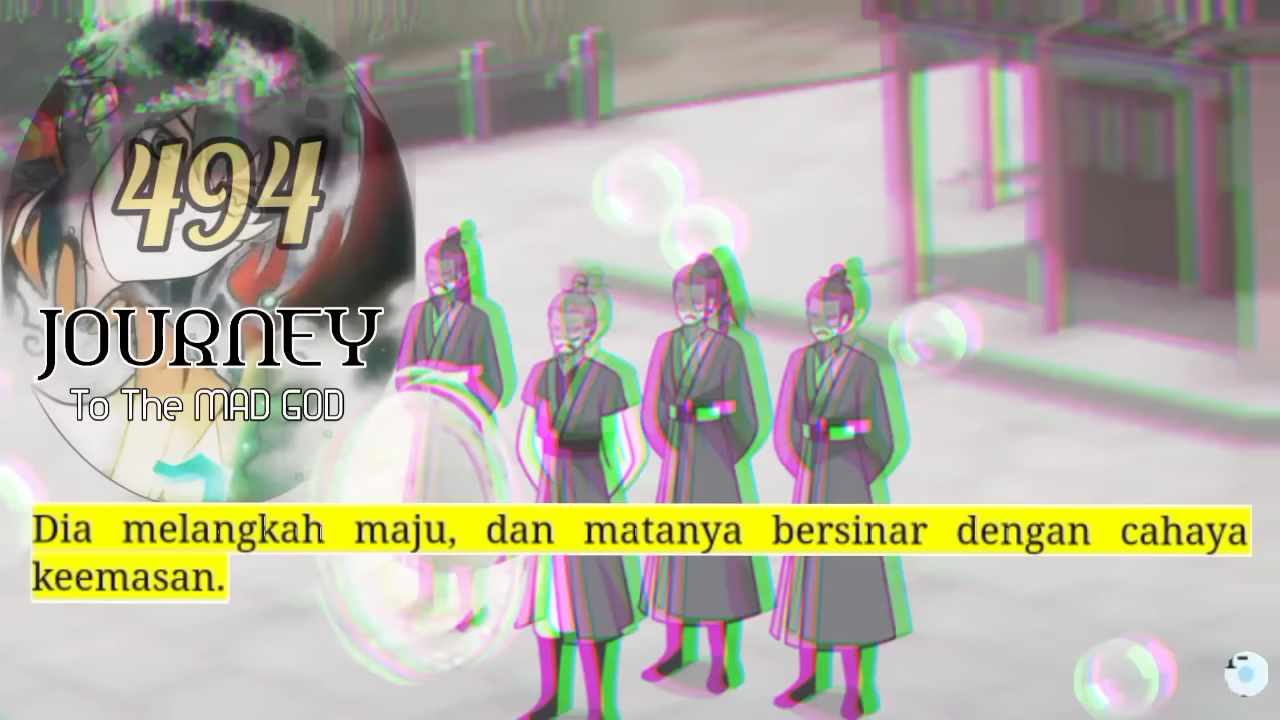 494
JOURNEY
To The MAD GOD
Dia melangkah maju, dan matanya bersinar dengan cahaya
keemasan.